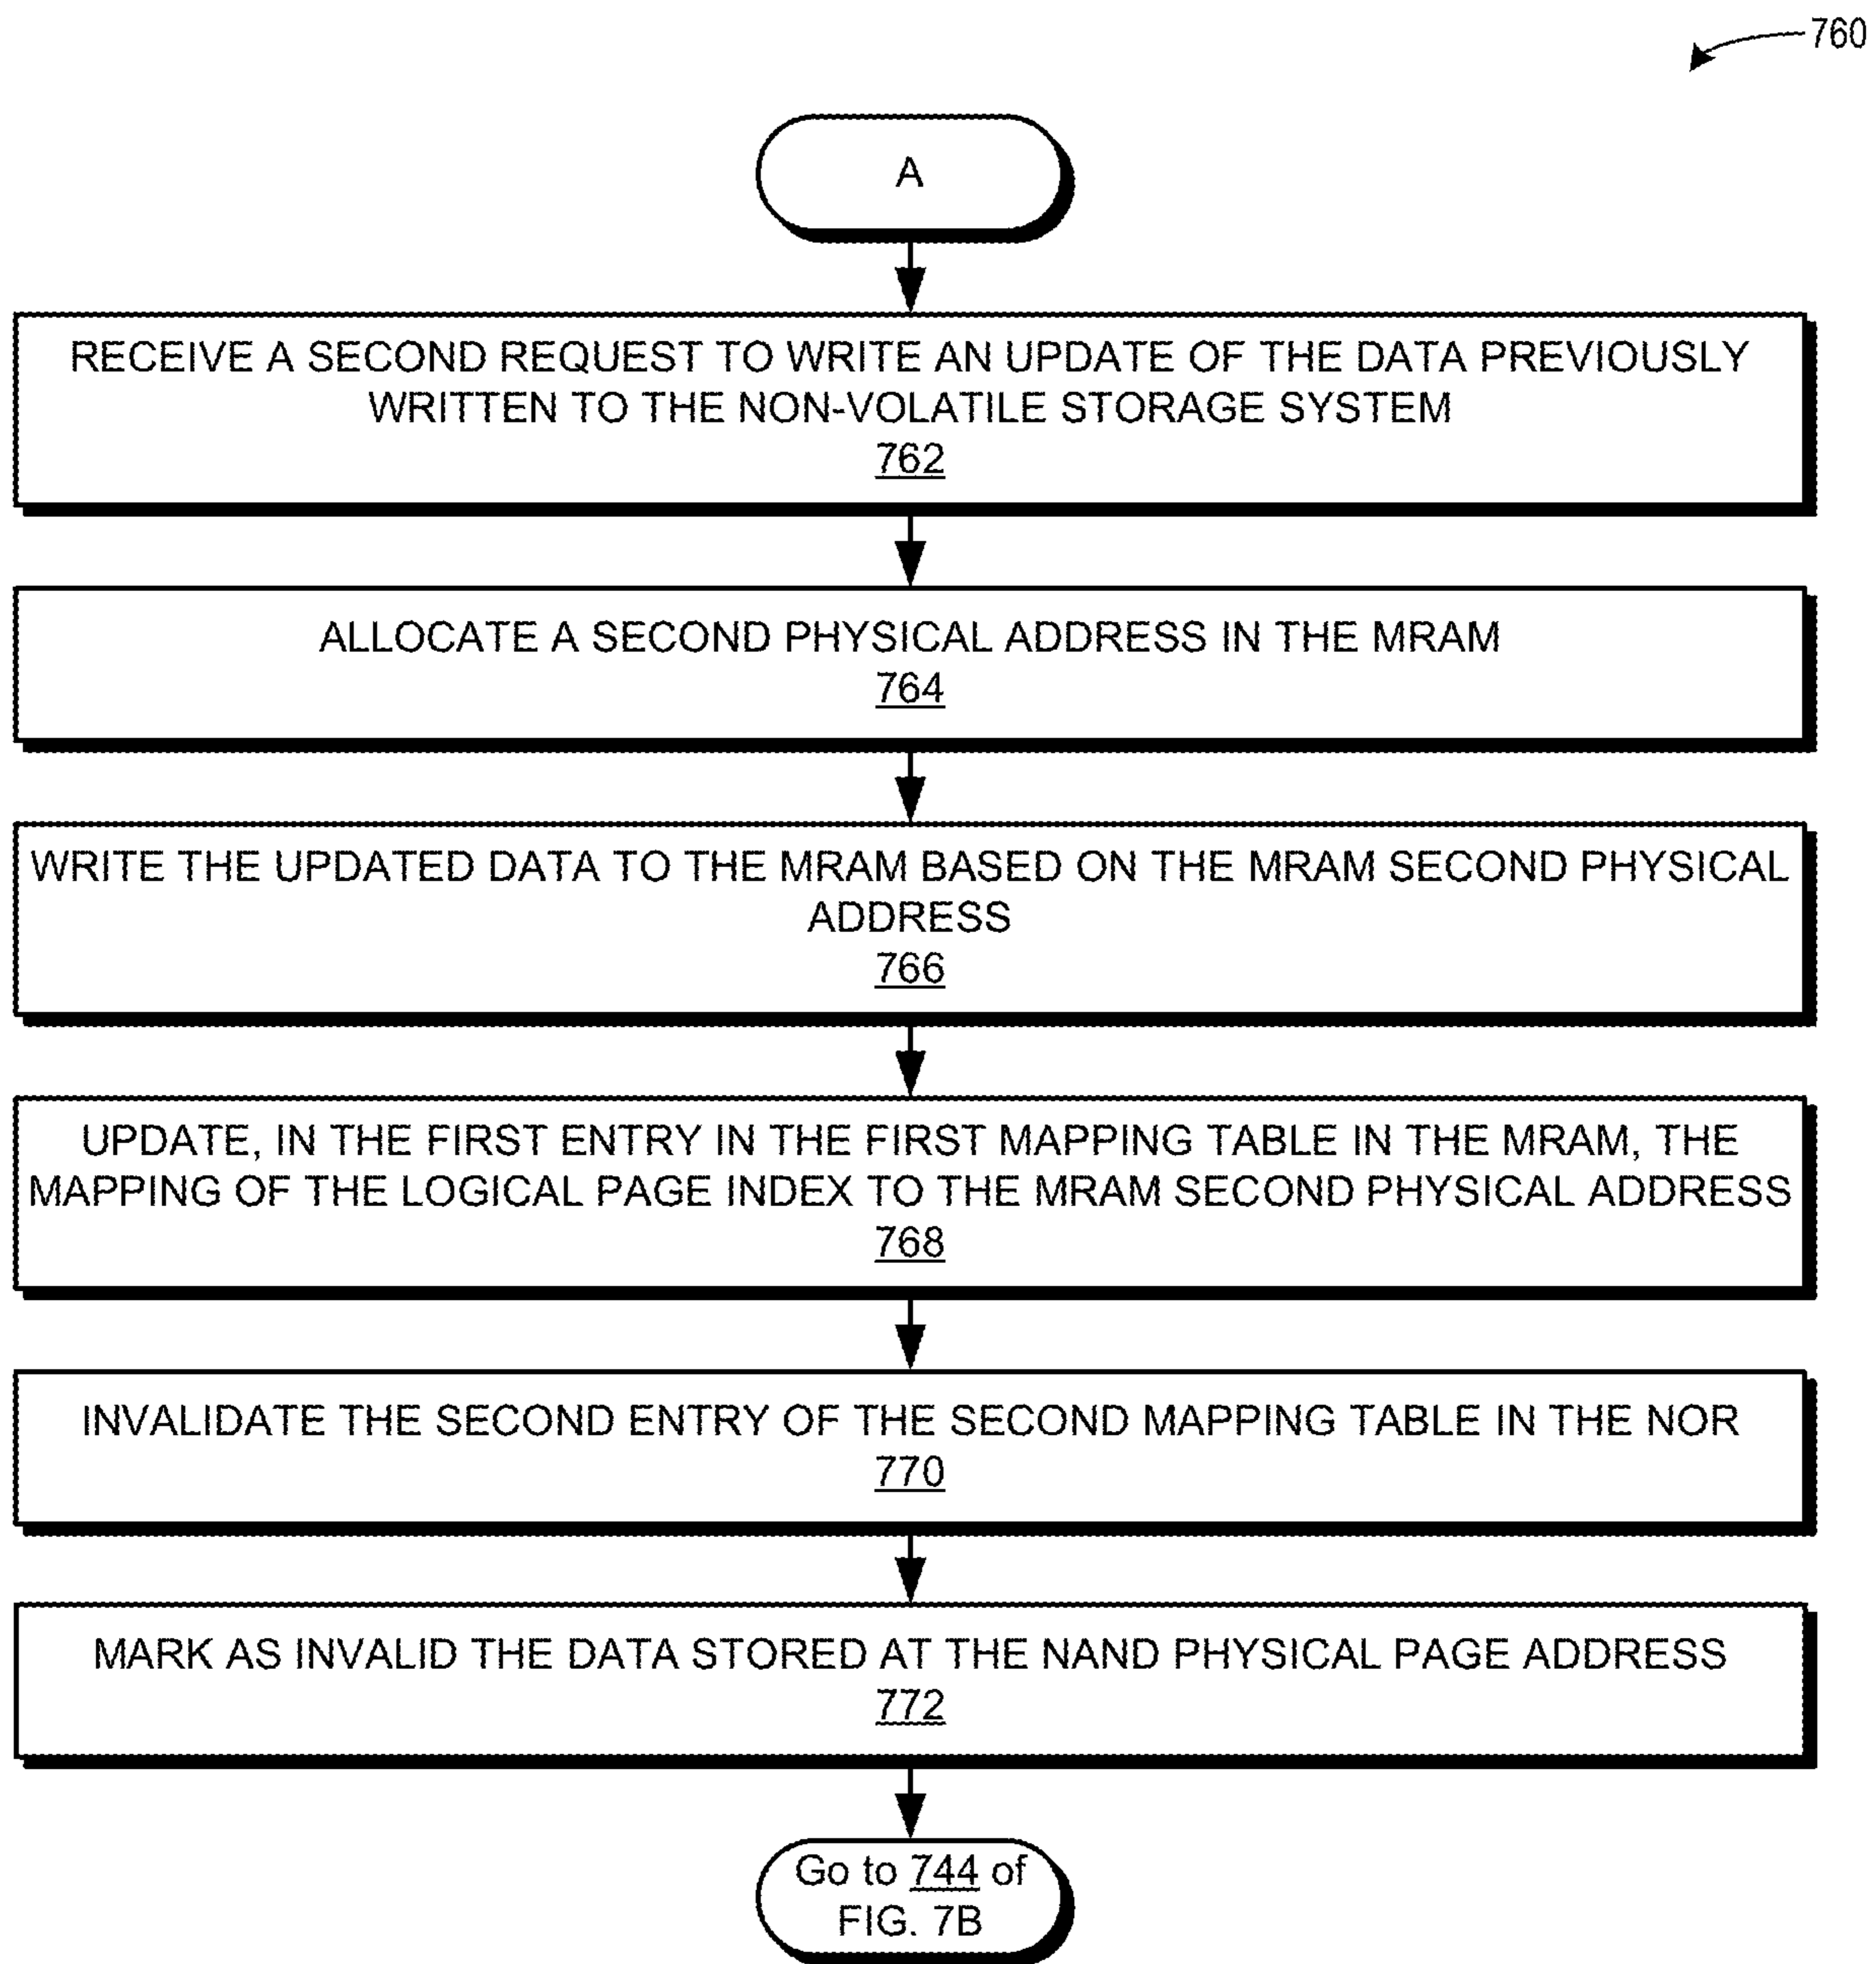 760
A
RECEIVE A SECOND REQUEST TO WRITE AN UPDATE OF THE DATA PREVIOUSLY
WRITTEN TO THE NON-VOLATILE STORAGE SYSTEM
762
ALLOCATE A SECOND PHYSICAL ADDRESS IN THE MRAM
764
WRITE THE UPDATED DATA TO THE MRAM BASED ON THE MRAM SECOND PHYSICAL
ADDRESS
766
UPDATE, IN THE FIRST ENTRY IN THE FIRST MAPPING TABLE IN THE MRAM, THE
MAPPING OF THE LOGICAL PAGE INDEX TO THE MRAM SECOND PHYSICAL ADDRESS
768
INVALIDATE THE SECOND ENTRY OF THE SECOND MAPPING TABLE IN THE NOR
770
MARK AS INVALID THE DATA STORED AT THE NAND PHYSICAL PAGE ADDRESS
772
Go to 744 of
FIG. 7B